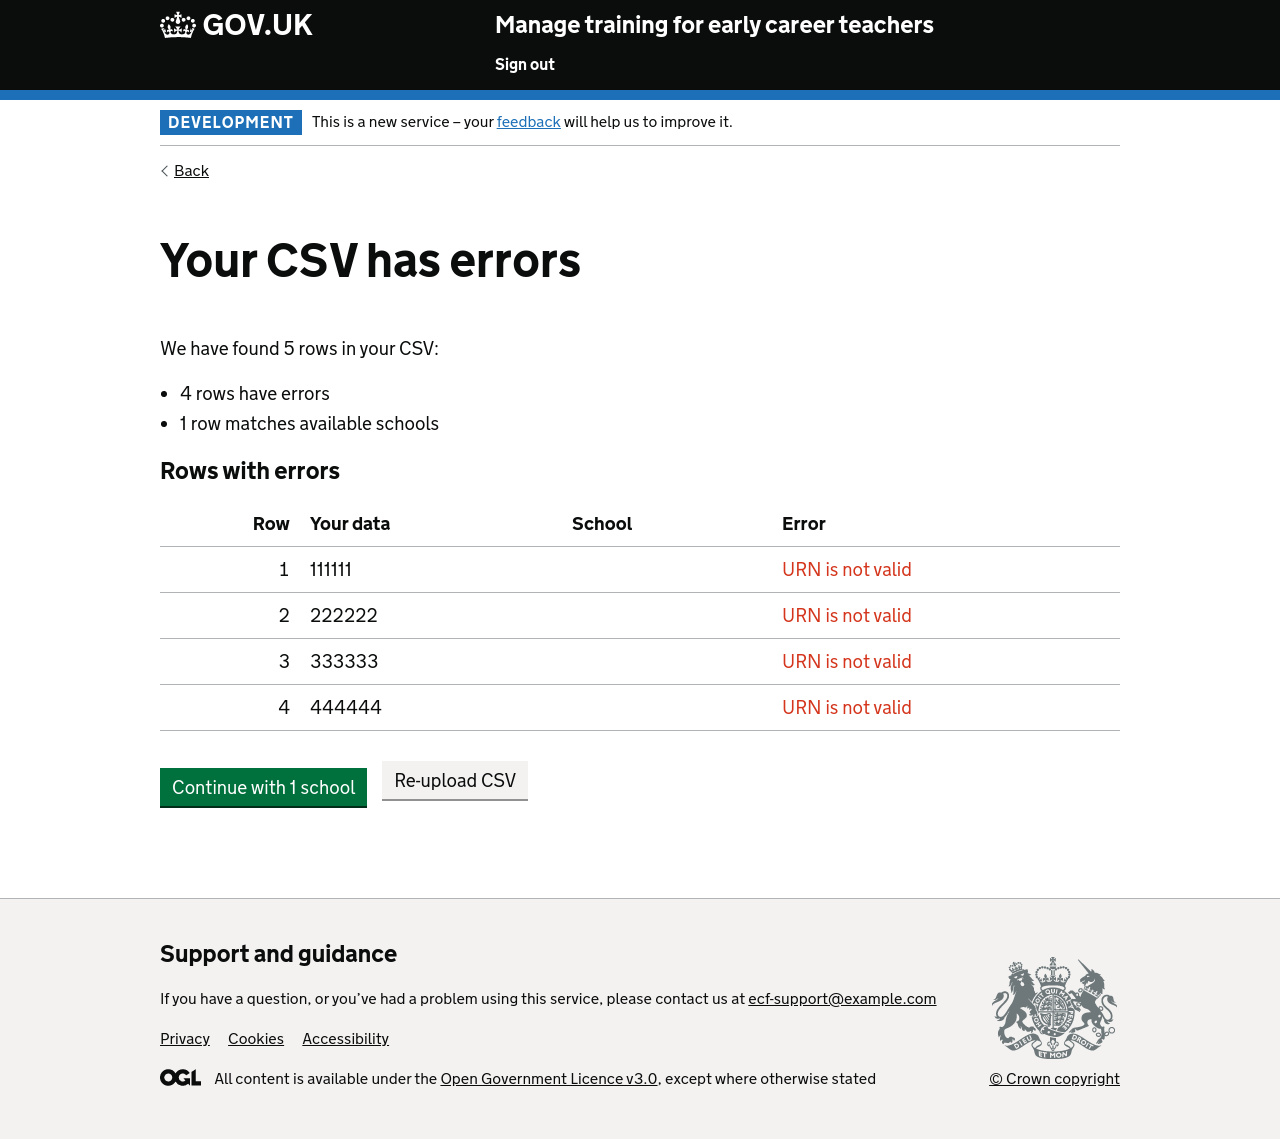 GOV.UK
Manage training for early career teachers
Sign out
DEVELOPMENT This is a new service – your feedback will help us to improve it.
Back
Your CSV has errors
We have found 5 rows in your CSV:
• 4 rows have errors
• 1 row matches available schools
Rows with errors
Row Your data School Error
1 111111 URN is not valid
2 222222 URN is not valid
3 333333 URN is not valid
4 444444 URN is not valid
Continue with 1 school Re-upload CSV
Support and guidance
If you have a question, or you’ve had a problem using this service, please contact us at ecf-support@example.com
Privacy Cookies Accessibility
OGL All content is available under the Open Government Licence v3.0, except where otherwise stated
© Crown copyright